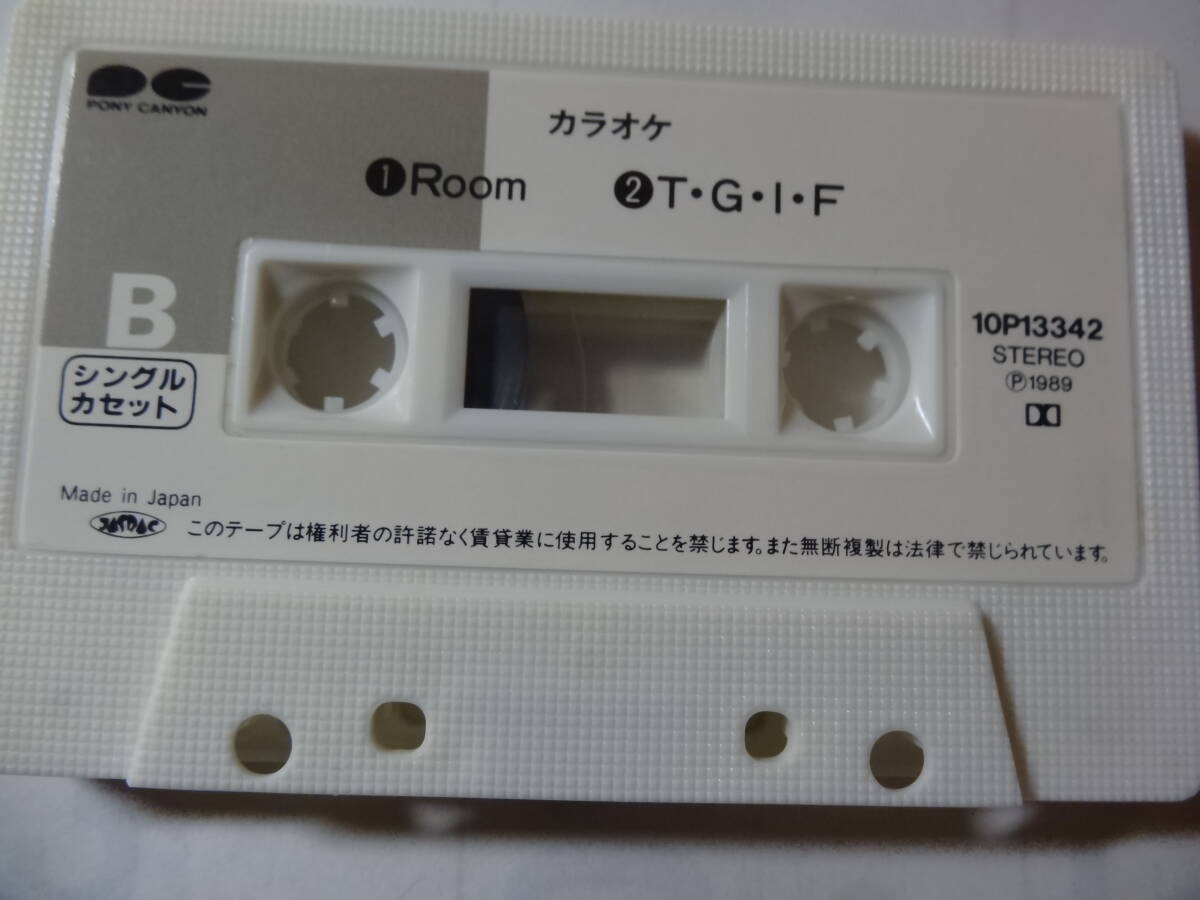 PONY CANYON
カラオケ
❶Room ❷T・G・I・F
B
シングル
カセット
10P13342
STEREO
Ⓟ1989
Made in Japan
JASRAC
このテープは権利者の許諾なく賃貸業に使用することを禁じます。また無断複製は法律で禁じられています。